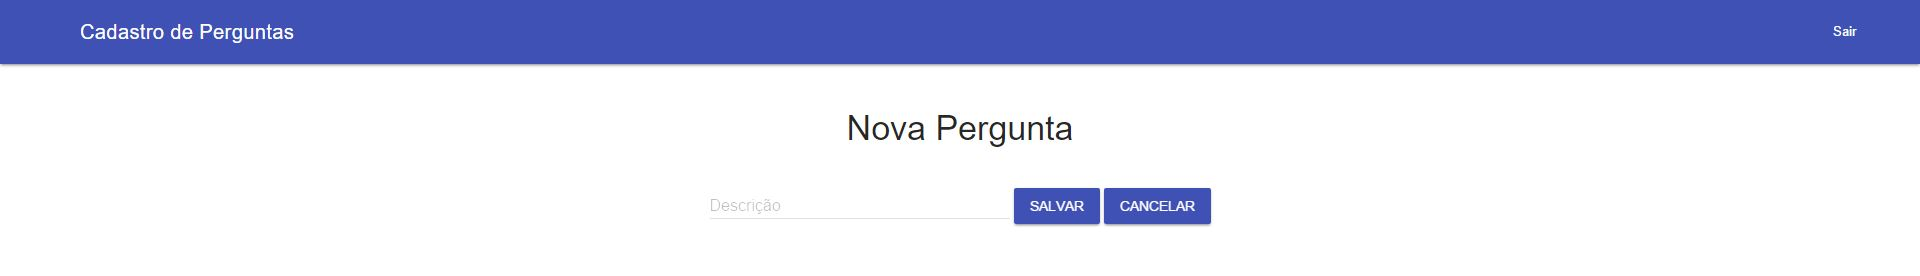 Cadastro de Perguntas
Sair
Nova Pergunta
Descrição
SALVAR
CANCELAR